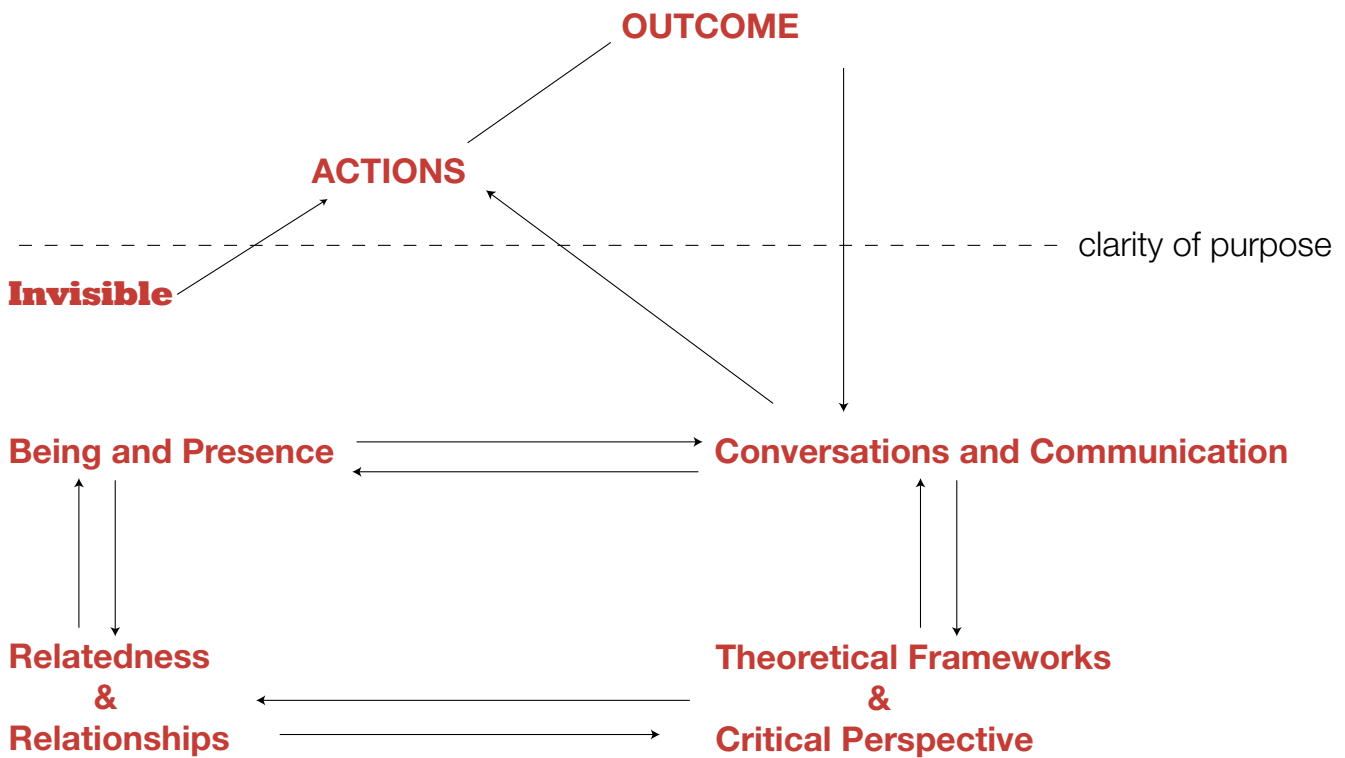 OUTCOME
ACTIONS
clarity of purpose
Invisible
Being and Presence
Conversations and Communication
Relatedness
&
Relationships
Theoretical Frameworks
&
Critical Perspective